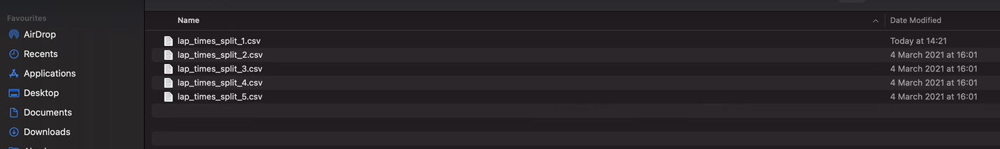 Favourites
AirDrop
Recents
Applications
Desktop
Documents
Downloads
Name
Date Modified
lap_times_split_1.csv
Today at 14:21
lap_times_split_2.csv
4 March 2021 at 16:01
lap_times_split_3.csv
4 March 2021 at 16:01
lap_times_split_4.csv
4 March 2021 at 16:01
lap_times_split_5.csv
4 March 2021 at 16:01